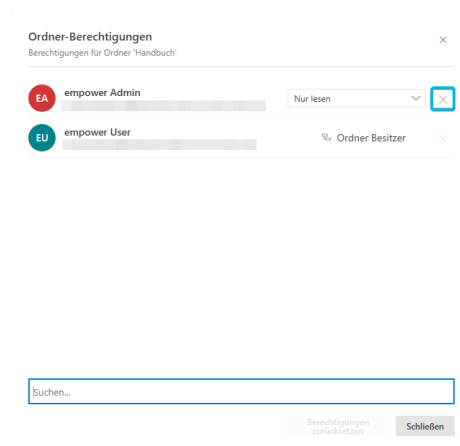 Ordner-Berechtigungen
Berechtigungen für Ordner 'Handbuch'
EA
empower Admin
Nur lesen
EU
empower User
Ordner Besitzer
Suchen...
Berechtigungen
zurücksetzen
Schließen